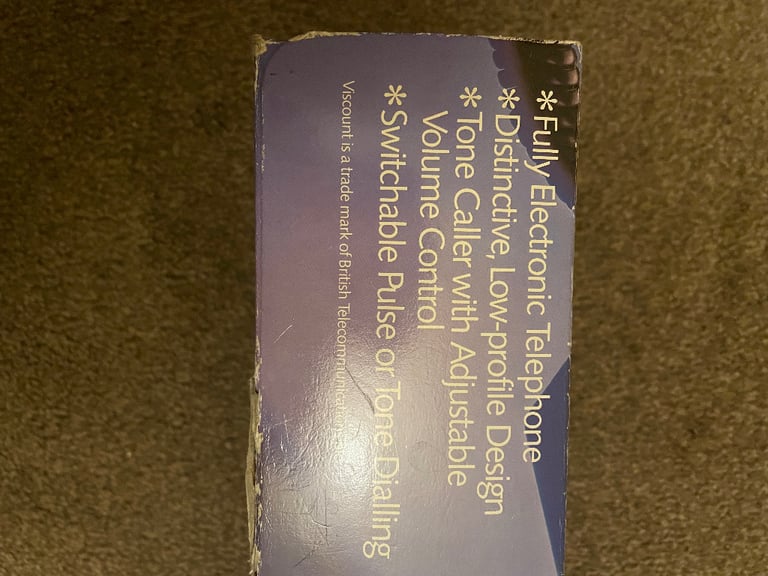 * Fully Electronic Telephone
* Distinctive, Low-profile Design
* Tone Caller with Adjustable
Volume Control
* Switchable Pulse or Tone Dialling
Viscount is a trade mark of British